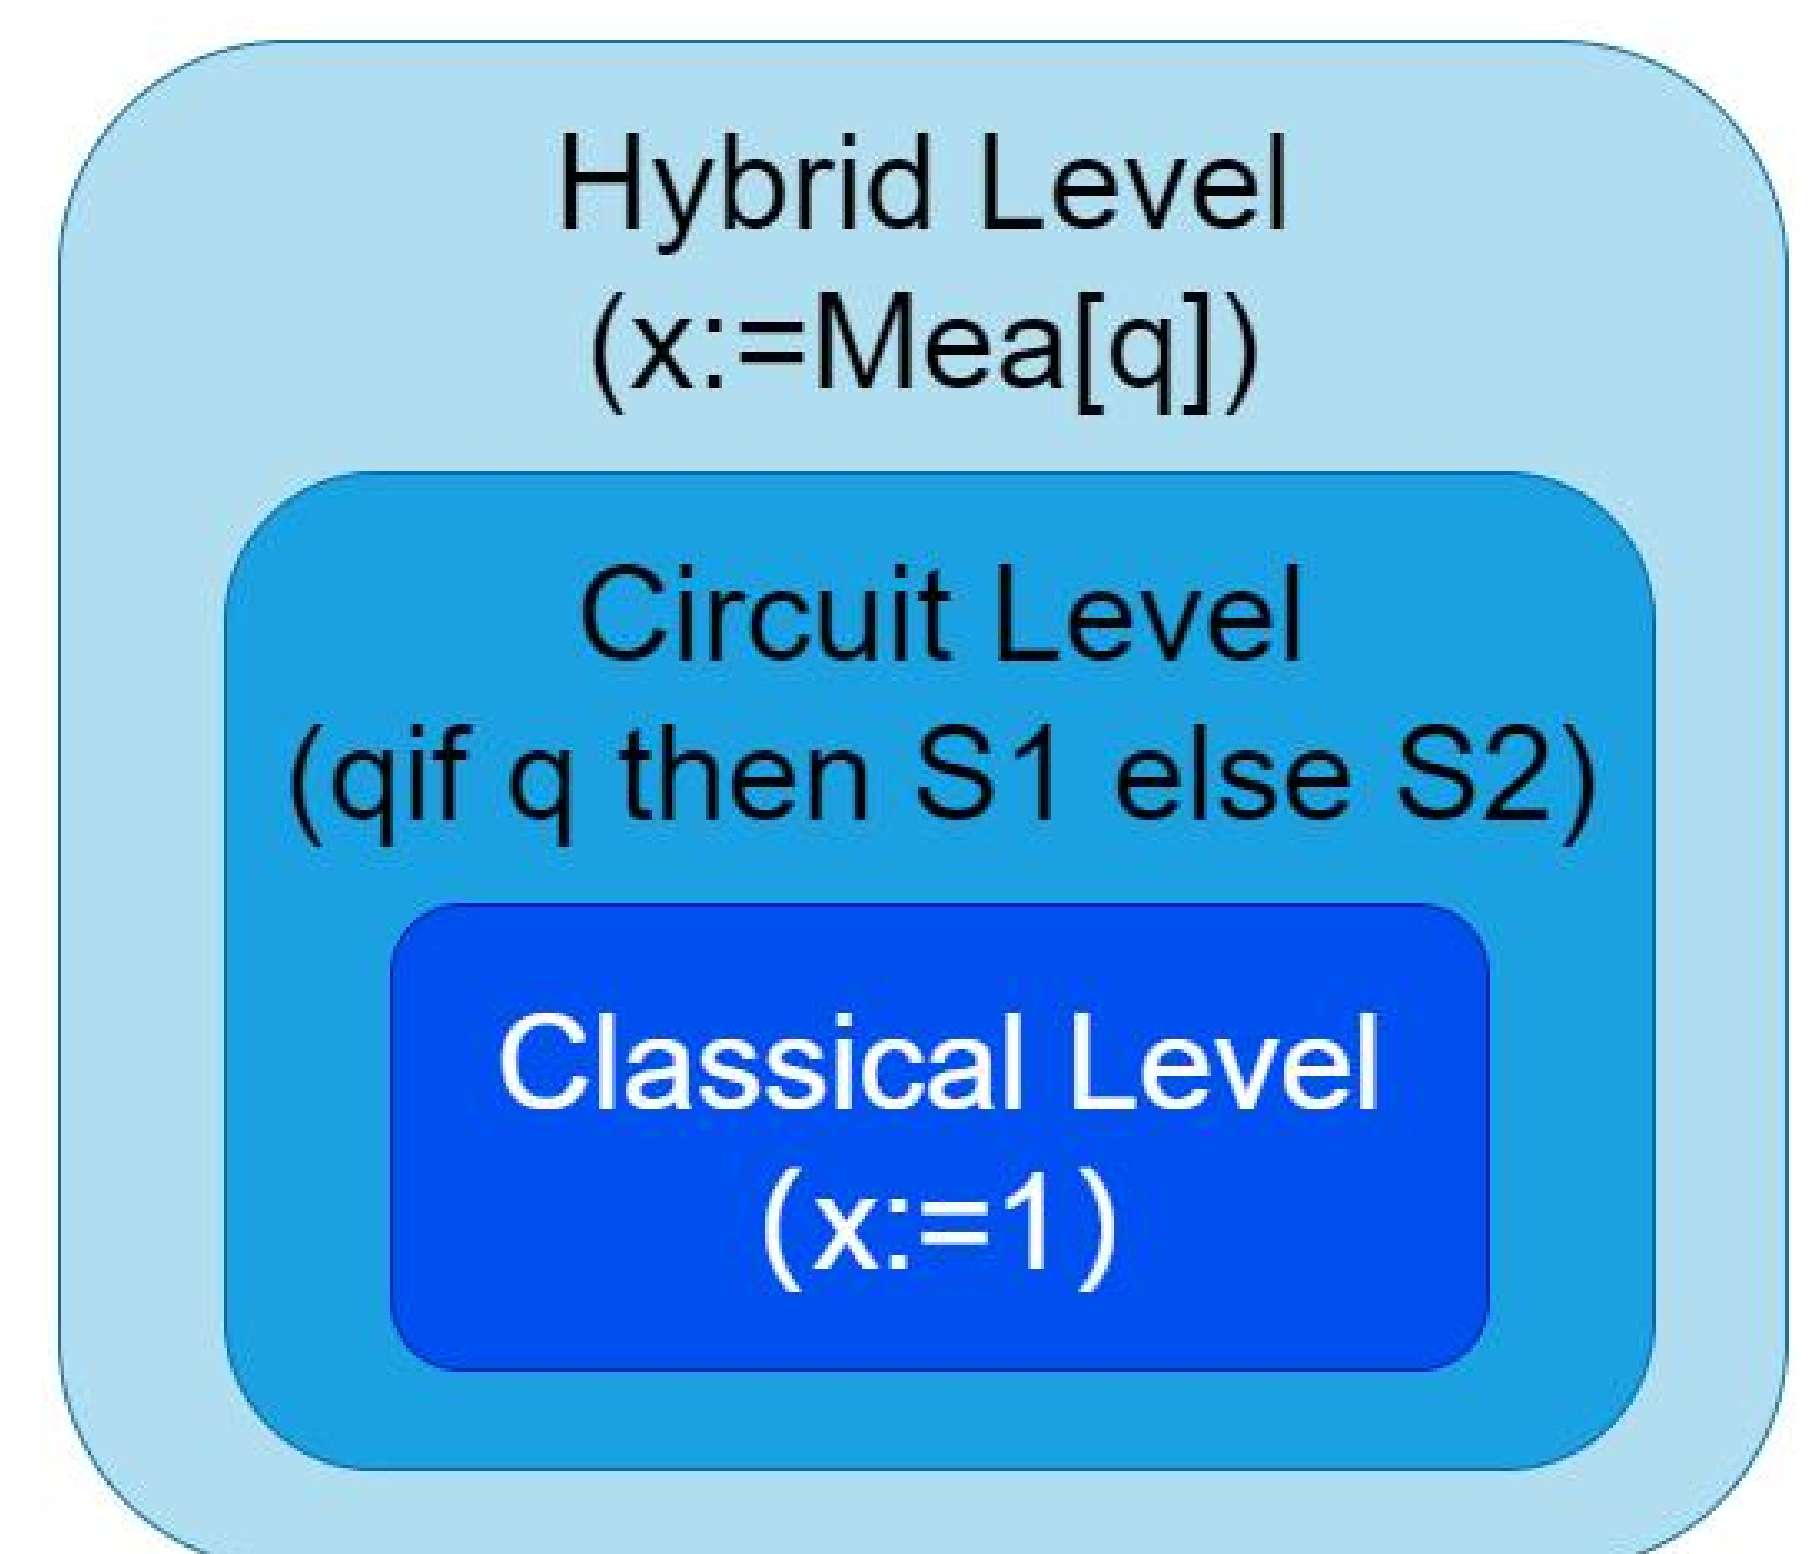 Hybrid Level
(x:=Mea[q])
Circuit Level
(qif q then S1 else S2)
Classical Level
(x:=1)